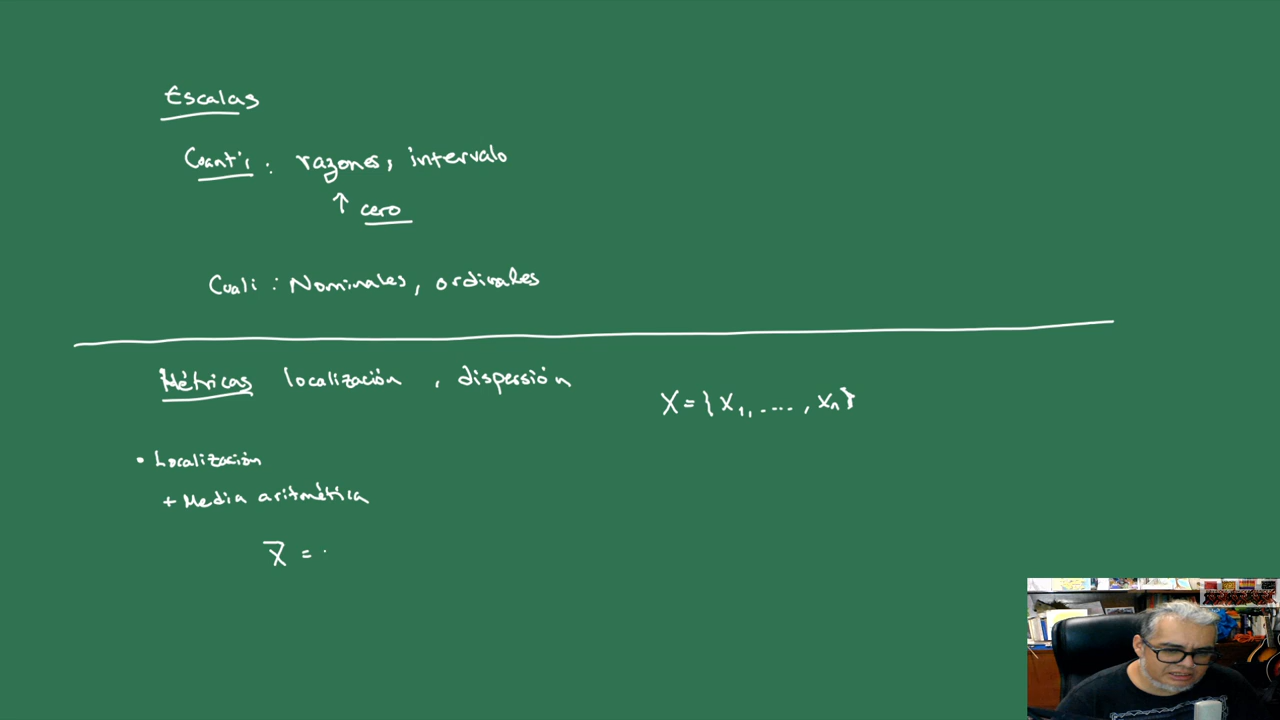 Escalas
Cuanti: razones, intervalo
↑ cero
Cuali: Nominales, ordinales
Métricas localización, dispersión
X={x₁,....,xₙ}
• Localización
+ Media aritmética
X̅ =